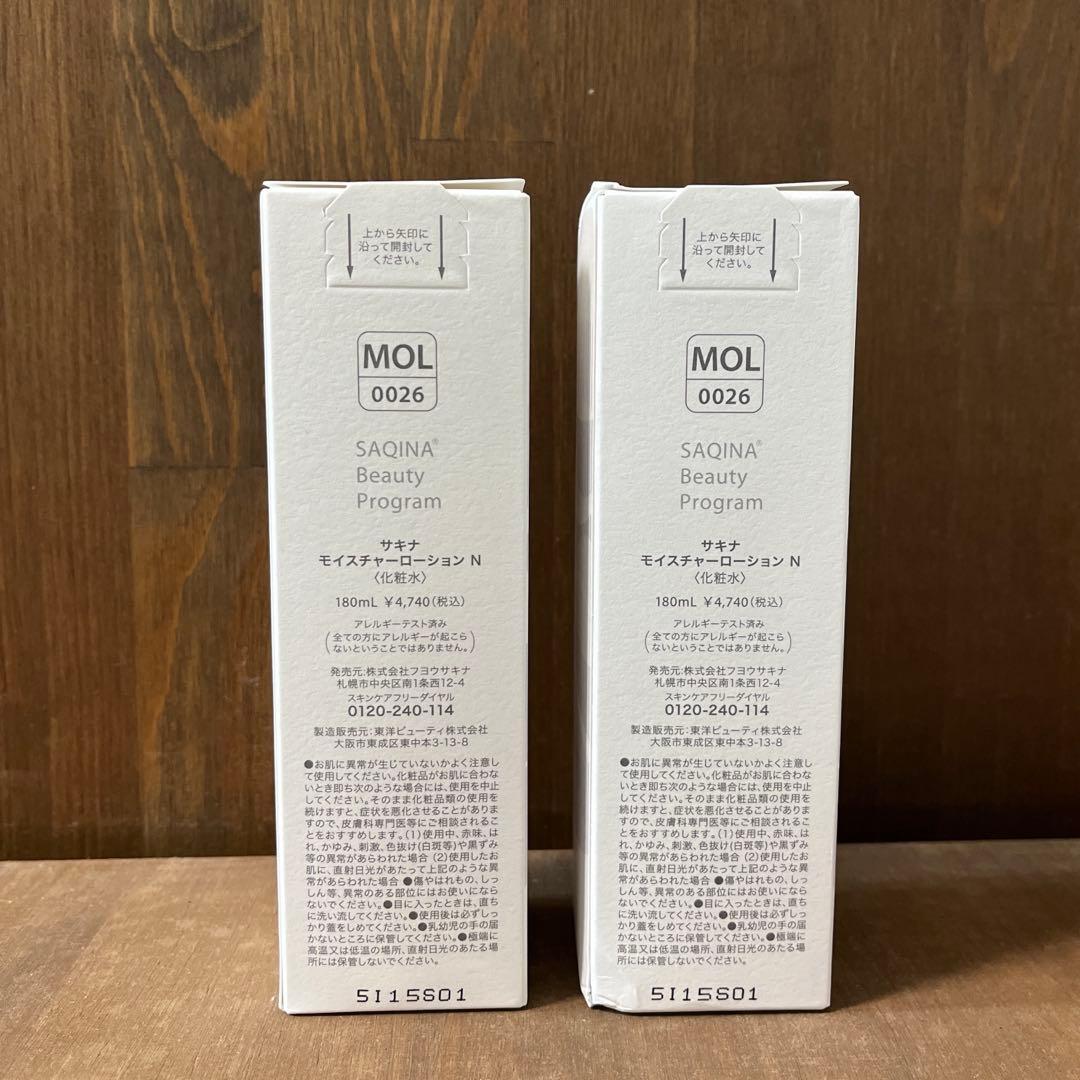 上から矢印に
沿って開封して
ください。
MOL
0026
SAQINA®
Beauty
Program
サキナ
モイスチャーローション N
〈化粧水〉
180mL ¥4,740(税込)
アレルギーテスト済み
(全ての方にアレルギーが起こら
ないということではありません。)
発売元:株式会社フヨウサキナ
札幌市中央区南1条西12-4
スキンケアフリーダイヤル
0120-240-114
製造販売元:東洋ビューティ株式会社
大阪市東成区東中本3-13-8
●お肌に異常が生じていないかよく注意し
て使用してください。化粧品がお肌に合わな
いとき即ち次のような場合には、使用を中止
してください。そのまま化粧品類の使用を
続けますと、症状を悪化させることがありま
すので、皮膚科専門医等にご相談されるこ
とをおすすめします。(1)使用中、赤味、は
れ、かゆみ、刺激、色抜け(白斑等)や黒ずみ
等の異常があらわれた場合 (2)使用したお
肌に、直射日光があたって上記のような異
常があらわれた場合 ●傷やはれもの、しっ
しん等、異常のある部位にはお使いになら
ないでください。●目に入ったときは、直ち
に洗い流してください。●使用後は必ずしっ
かり蓋をしめてください。●乳幼児の手の届
かないところに保管してください。●極端に
高温又は低温の場所、直射日光のあたる場
所には保管しないでください。
5I15S01
上から矢印に
沿って開封して
ください。
MOL
0026
SAQINA®
Beauty
Program
サキナ
モイスチャーローション N
〈化粧水〉
180mL ¥4,740(税込)
アレルギーテスト済み
(全ての方にアレルギーが起こら
ないということではありません。)
発売元:株式会社フヨウサキナ
札幌市中央区南1条西12-4
スキンケアフリーダイヤル
0120-240-114
製造販売元:東洋ビューティ株式会社
大阪市東成区東中本3-13-8
●お肌に異常が生じていないかよく注意し
て使用してください。化粧品がお肌に合わな
いとき即ち次のような場合には、使用を中止
してください。そのまま化粧品類の使用を
続けますと、症状を悪化させることがありま
すので、皮膚科専門医等にご相談されるこ
とをおすすめします。(1)使用中、赤味、は
れ、かゆみ、刺激、色抜け(白斑等)や黒ずみ
等の異常があらわれた場合 (2)使用したお
肌に、直射日光があたって上記のような異
常があらわれた場合 ●傷やはれもの、しっ
しん等、異常のある部位にはお使いになら
ないでください。●目に入ったときは、直ち
に洗い流してください。●使用後は必ずしっ
かり蓋をしめてください。●乳幼児の手の届
かないところに保管してください。●極端に
高温又は低温の場所、直射日光のあたる場
所には保管しないでください。
5I15S01